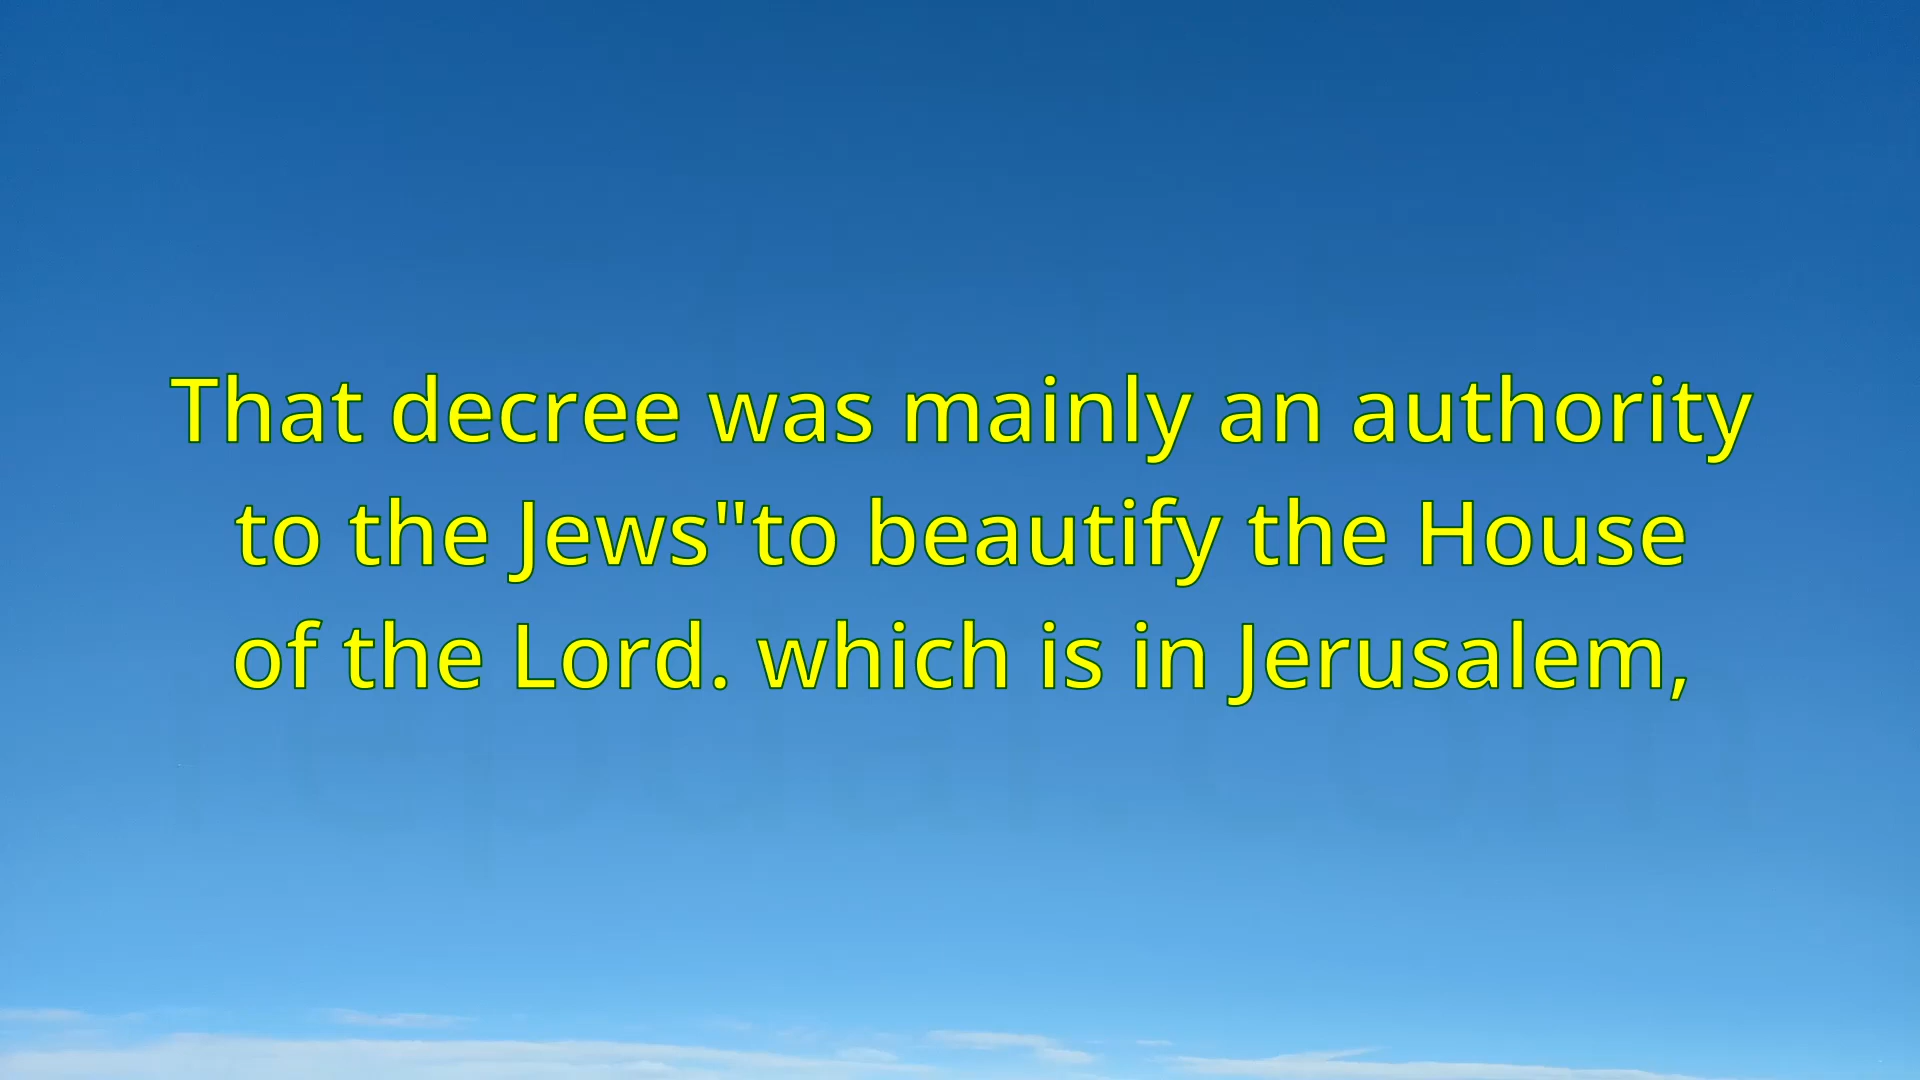 That decree was mainly an authority
to the Jews"to beautify the House
of the Lord. which is in Jerusalem,